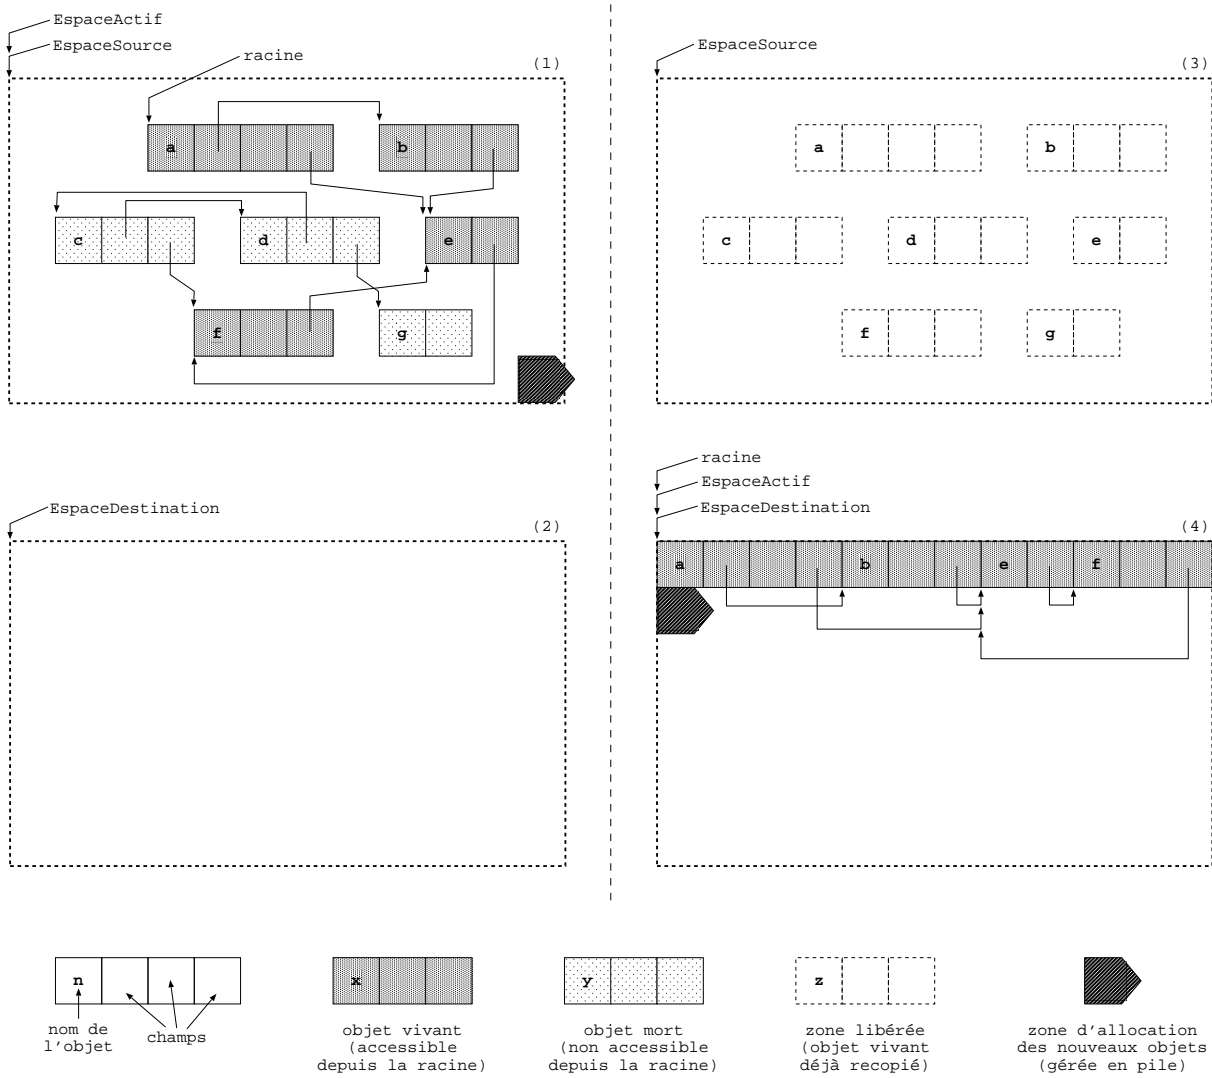 EspaceActif
EspaceSource
racine
(1)
a
b
c
d
e
f
g
EspaceSource
(3)
a
b
c
d
e
f
g
EspaceDestination
(2)
racine
EspaceActif
EspaceDestination
(4)
a
b
e
f
n
nom de
l'objet
champs
x
objet vivant
(accessible
depuis la racine)
y
objet mort
(non accessible
depuis la racine)
z
zone libérée
(objet vivant
déjà recopié)
zone d'allocation
des nouveaux objets
(gérée en pile)